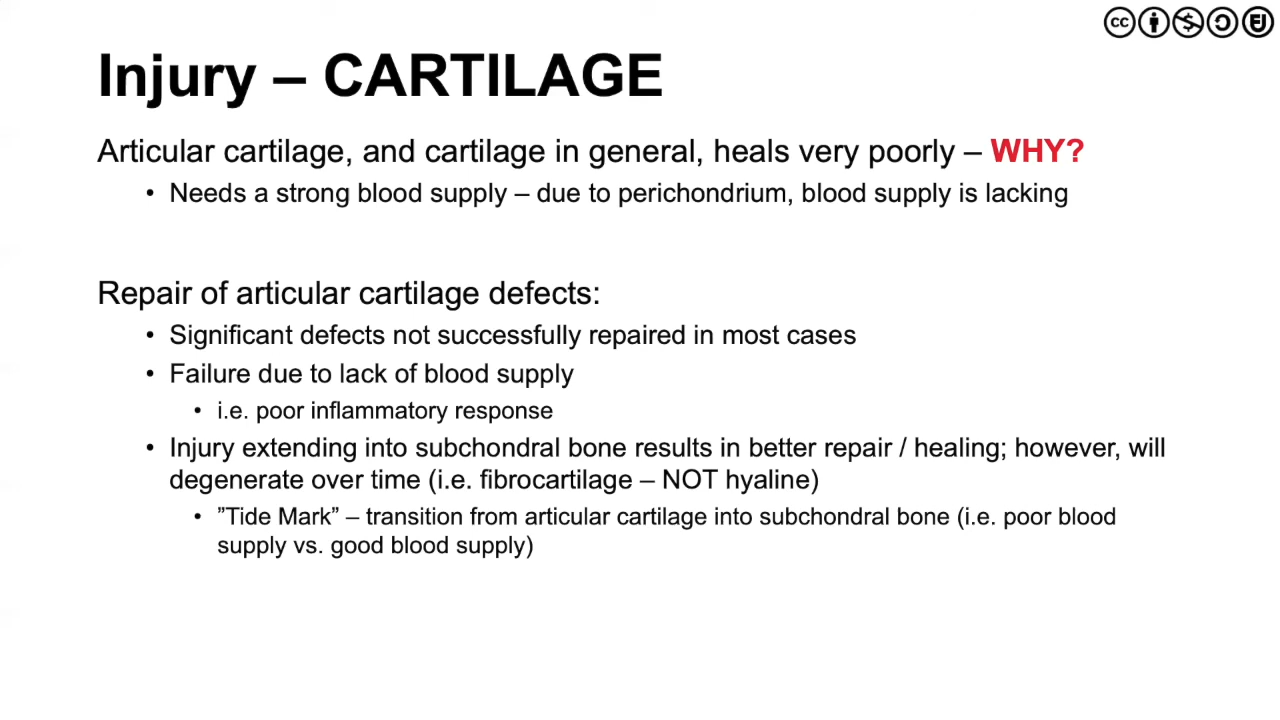 Injury – CARTILAGE
Articular cartilage, and cartilage in general, heals very poorly – WHY?
• Needs a strong blood supply – due to perichondrium, blood supply is lacking
Repair of articular cartilage defects:
• Significant defects not successfully repaired in most cases
• Failure due to lack of blood supply
• i.e. poor inflammatory response
• Injury extending into subchondral bone results in better repair / healing; however, will
degenerate over time (i.e. fibrocartilage – NOT hyaline)
• ”Tide Mark” – transition from articular cartilage into subchondral bone (i.e. poor blood
supply vs. good blood supply)